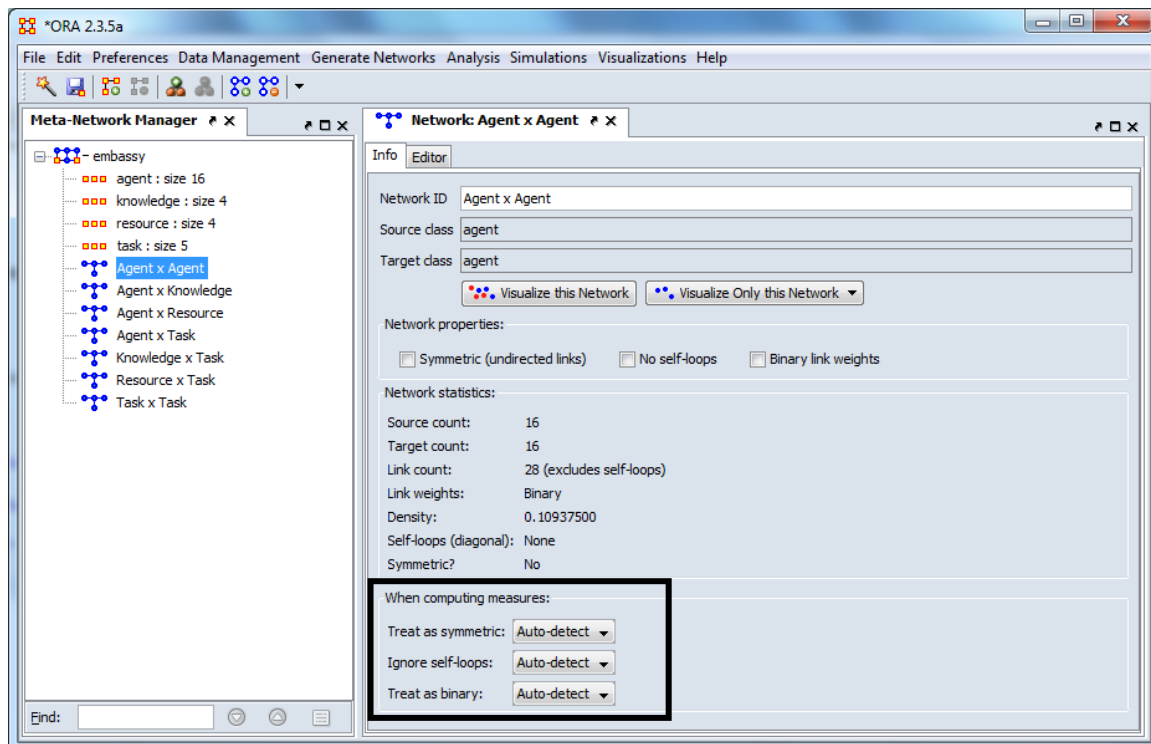 *ORA 2.3.5a
File Edit Preferences Data Management Generate Networks Analysis Simulations Visualizations Help
Meta-Network Manager
embassy
agent : size 16
knowledge : size 4
resource : size 4
task : size 5
Agent x Agent
Agent x Knowledge
Agent x Resource
Agent x Task
Knowledge x Task
Resource x Task
Task x Task
Find:
Network: Agent x Agent
Info Editor
Network ID Agent x Agent
Source class agent
Target class agent
Visualize this Network Visualize Only this Network
Network properties:
Symmetric (undirected links) No self-loops Binary link weights
Network statistics:
Source count: 16
Target count: 16
Link count: 28 (excludes self-loops)
Link weights: Binary
Density: 0.10937500
Self-loops (diagonal): None
Symmetric? No
When computing measures:
Treat as symmetric: Auto-detect
Ignore self-loops: Auto-detect
Treat as binary: Auto-detect